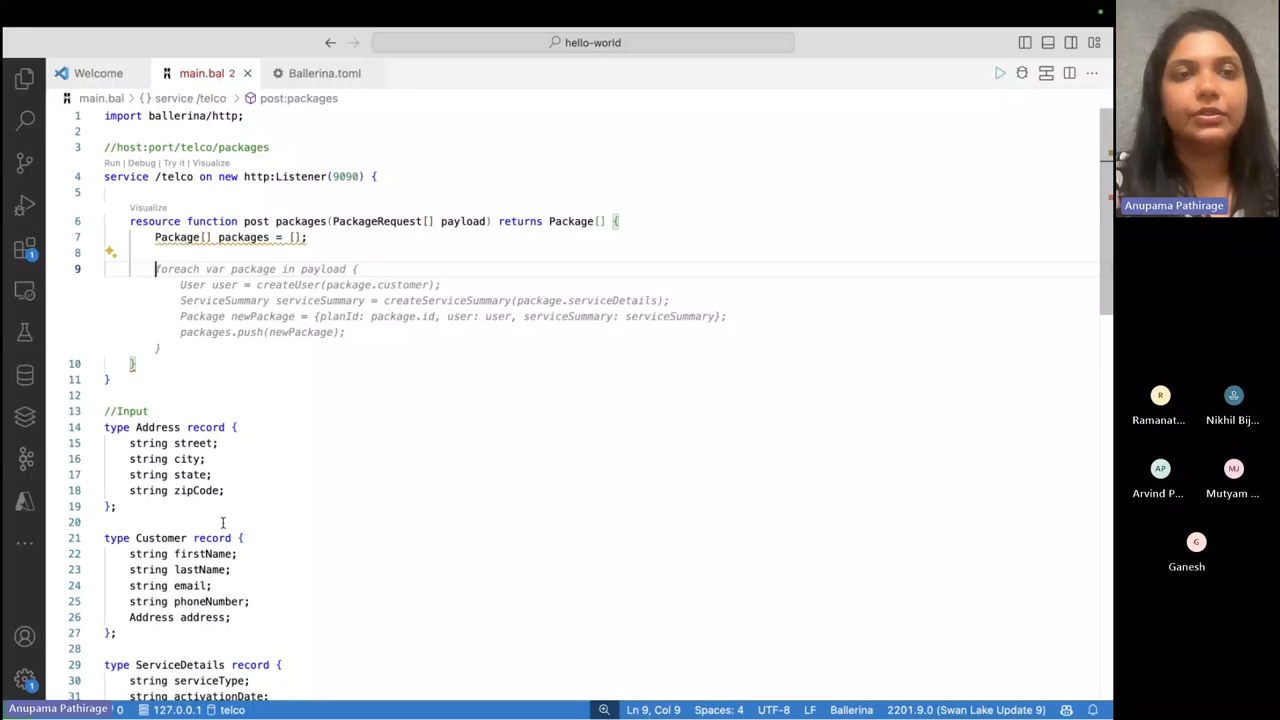 hello-world
Welcome
main.bal 2
Ballerina.toml
main.bal > {} service /telco > post:packages
1 import ballerina/http;
2
3 //host:port/telco/packages
Run | Debug | Try it | Visualize
4 service /telco on new http:Listener(9090) {
5
Visualize
6 resource function post packages(PackageRequest[] payload) returns Package[] {
7 Package[] packages = [];
8
9 foreach var package in payload {
User user = createUser(package.customer);
ServiceSummary serviceSummary = createServiceSummary(package.serviceDetails);
Package newPackage = {planId: package.id, user: user, serviceSummary: serviceSummary};
packages.push(newPackage);
}
10 }
11 }
12
13 //Input
14 type Address record {
15 string street;
16 string city;
17 string state;
18 string zipCode;
19 };
20
21 type Customer record {
22 string firstName;
23 string lastName;
24 string email;
25 string phoneNumber;
26 Address address;
27 };
28
29 type ServiceDetails record {
30 string serviceType;
31 string activationDate;
1
1
Anupama Pathirage
0
127.0.0.1
telco
Ln 9, Col 9
Spaces: 4
UTF-8
LF
Ballerina
2201.9.0 (Swan Lake Update 9)
Anupama Pathirage
R
Ramanat...
Nikhil Bij...
AP
Arvind P...
MJ
Mutyam ...
G
Ganesh